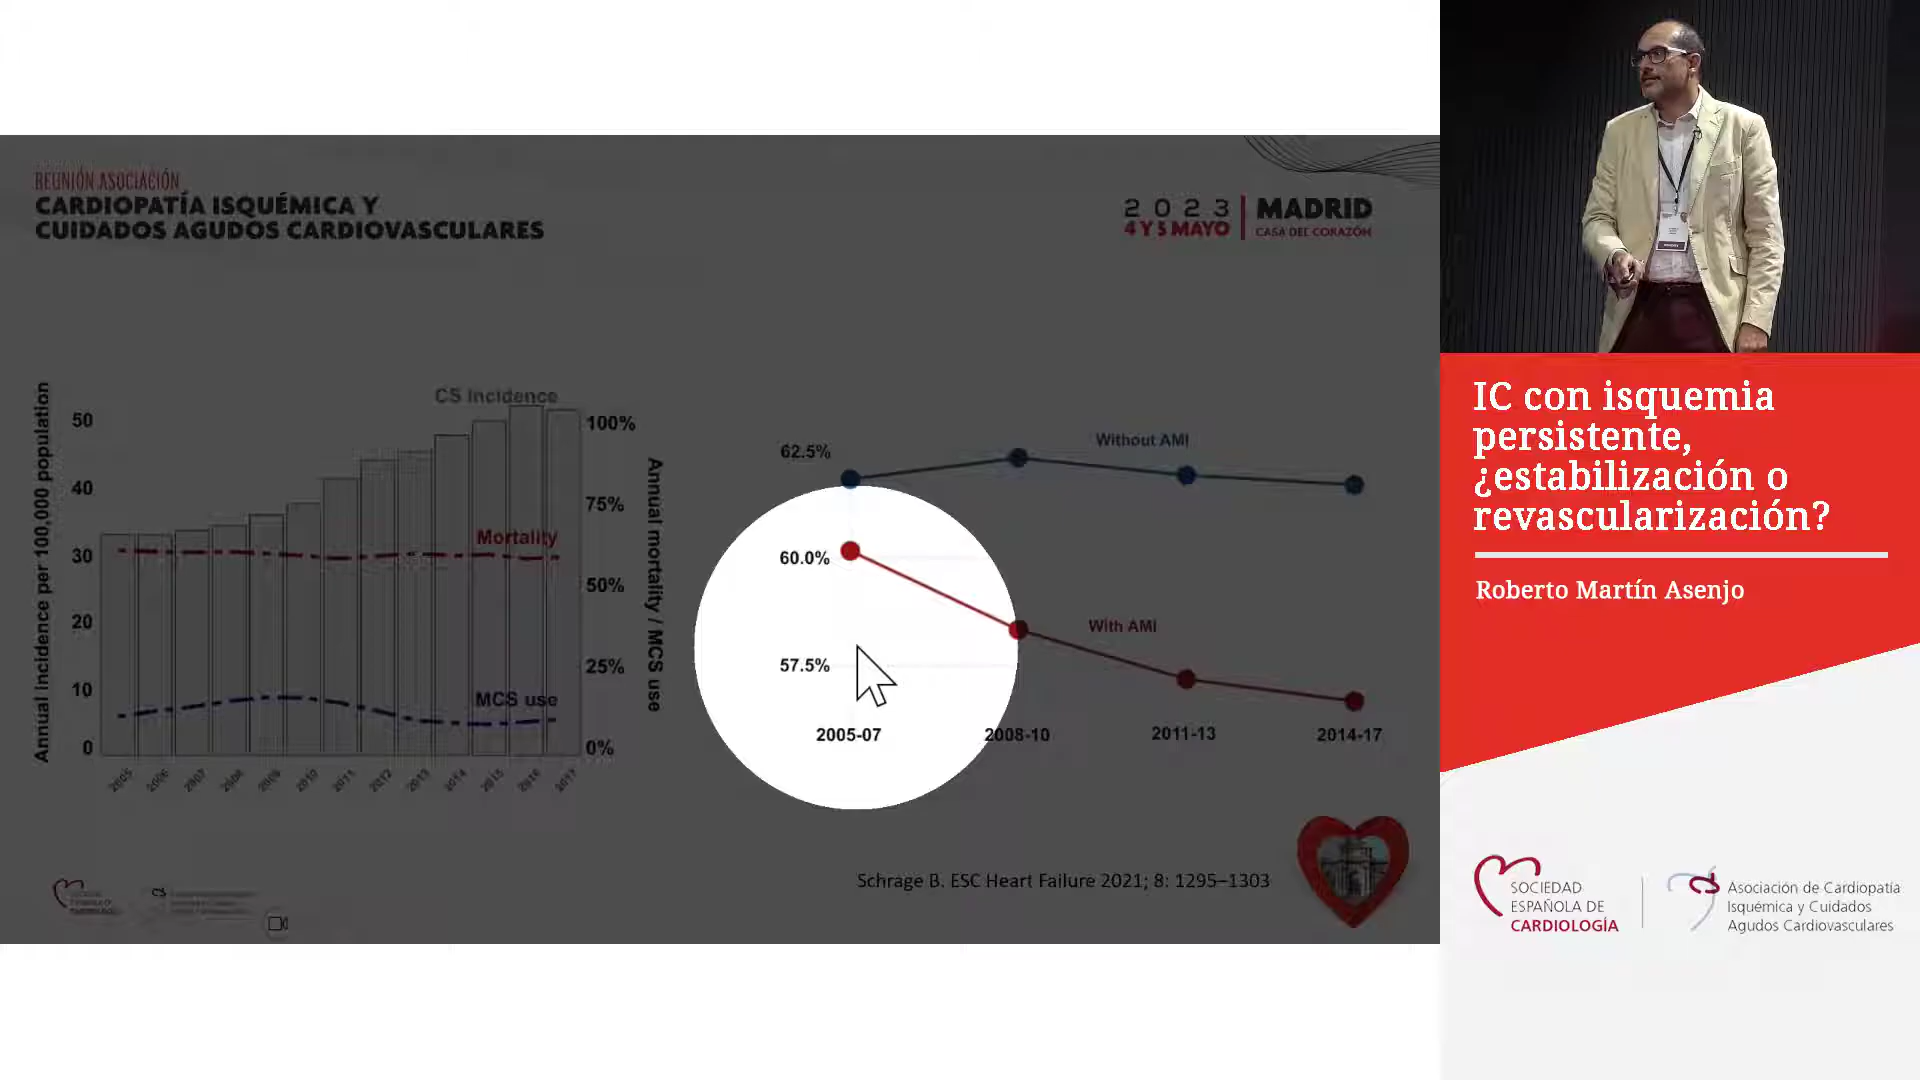 REUNIÓN ASOCIACIÓN
CARDIOPATÍA ISQUÉMICA Y
CUIDADOS AGUDOS CARDIOVASCULARES
2023
4 Y 5 MAYO
MADRID
CASA DEL CORAZÓN
Annual incidence per 100,000 population
50
40
30
20
10
0
CS Incidence
Mortality
MCS use
100%
75%
50%
25%
0%
Annual mortality / MCS use
2005
2006
2007
2008
2009
2010
2011
2012
2013
2014
2015
2016
2017
62.5%
60.0%
57.5%
Without AMI
With AMI
2005-07
2008-10
2011-13
2014-17
Schrage B. ESC Heart Failure 2021; 8: 1295–1303
IC con isquemia
persistente,
¿estabilización o
revascularización?
Roberto Martín Asenjo
SOCIEDAD
ESPAÑOLA DE
CARDIOLOGÍA
Asociación de Cardiopatía
Isquémica y Cuidados
Agudos Cardiovasculares